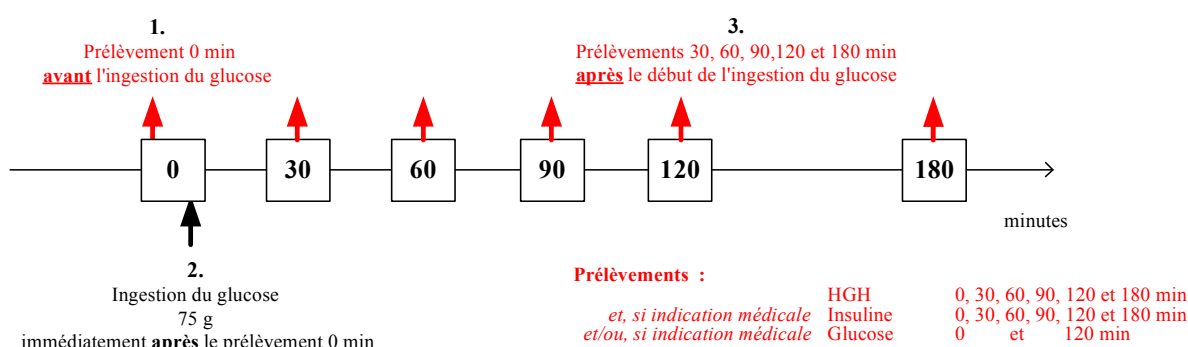 1.
Prélèvement 0 min
avant l'ingestion du glucose
3.
Prélèvements 30, 60, 90,120 et 180 min
après le début de l'ingestion du glucose
0 30 60 90 120 180
minutes
2.
Ingestion du glucose
75 g
immédiatement après le prélèvement 0 min
Prélèvements :
HGH 0, 30, 60, 90, 120 et 180 min
et, si indication médicale Insuline 0, 30, 60, 90, 120 et 180 min
et/ou, si indication médicale Glucose 0 et 120 min